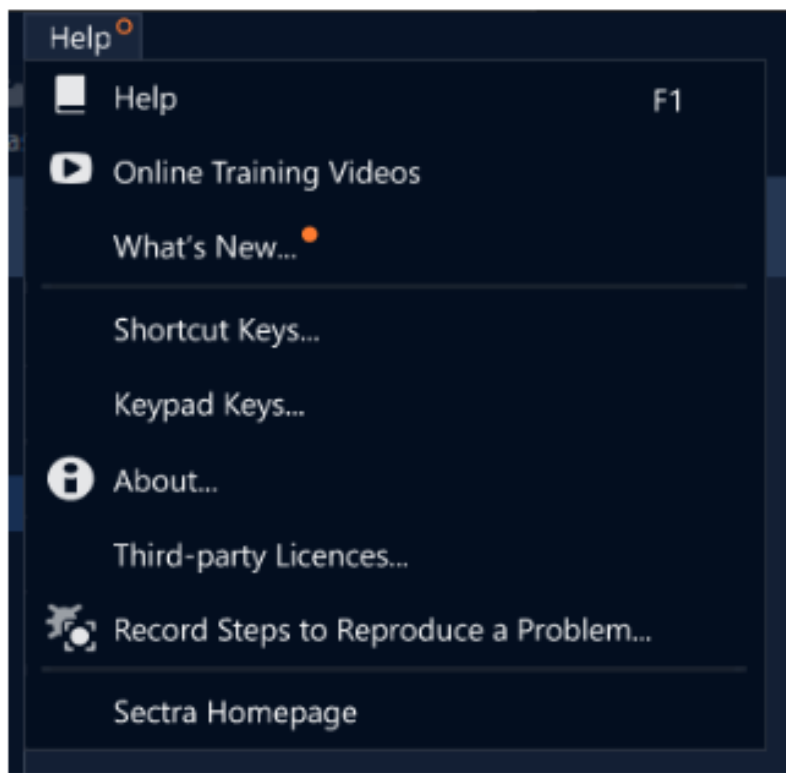 Help
Help F1
Online Training Videos
What's New...
Shortcut Keys...
Keypad Keys...
About...
Third-party Licences...
Record Steps to Reproduce a Problem...
Sectra Homepage